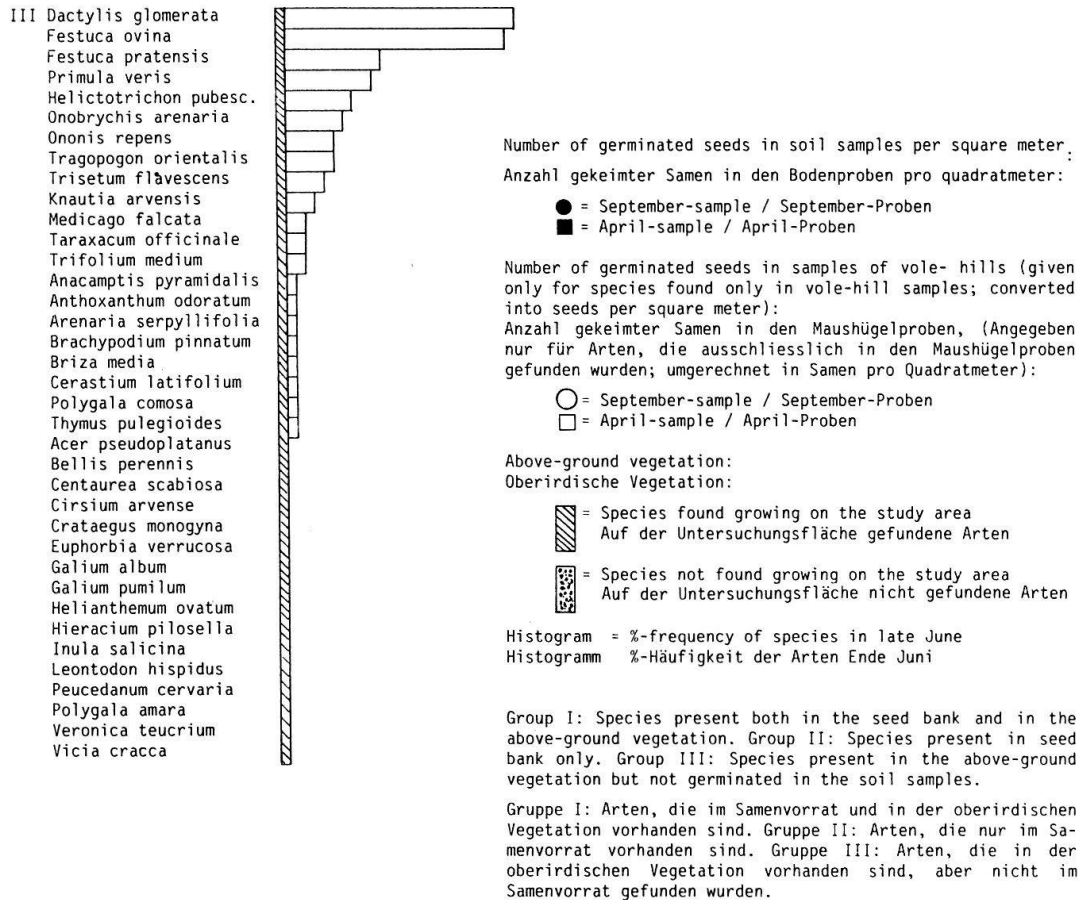 III Dactylis glomerata
Festuca ovina
Festuca pratensis
Primula veris
Helictotrichon pubesc.
Onobrychis arenaria
Ononis repens
Tragopogon orientalis
Trisetum flavescens
Knautia arvensis
Medicago falcata
Taraxacum officinale
Trifolium medium
Anacamptis pyramidalis
Anthoxanthum odoratum
Arenaria serpyllifolia
Brachypodium pinnatum
Briza media
Cerastium latifolium
Polygala comosa
Thymus pulegioides
Acer pseudoplatanus
Bellis perennis
Centaurea scabiosa
Cirsium arvense
Crataegus monogyna
Euphorbia verrucosa
Galium album
Galium pumilum
Helianthemum ovatum
Hieracium pilosella
Inula salicina
Leontodon hispidus
Peucedanum cervaria
Polygala amara
Veronica teucrium
Vicia cracca
Number of germinated seeds in soil samples per square meter:
Anzahl gekeimter Samen in den Bodenproben pro quadratmeter:
● = September-sample / September-Proben
■ = April-sample / April-Proben
Number of germinated seeds in samples of vole- hills (given
only for species found only in vole-hill samples; converted
into seeds per square meter):
Anzahl gekeimter Samen in den Maushügelproben, (Angegeben
nur für Arten, die ausschliesslich in den Maushügelproben
gefunden wurden; umgerechnet in Samen pro Quadratmeter):
○ = September-sample / September-Proben
□ = April-sample / April-Proben
Above-ground vegetation:
Oberirdische Vegetation:
= Species found growing on the study area
Auf der Untersuchungsfläche gefundene Arten
= Species not found growing on the study area
Auf der Untersuchungsfläche nicht gefundene Arten
Histogram = %-frequency of species in late June
Histogramm %-Häufigkeit der Arten Ende Juni
Group I: Species present both in the seed bank and in the
above-ground vegetation. Group II: Species present in seed
bank only. Group III: Species present in the above-ground
vegetation but not germinated in the soil samples.
Gruppe I: Arten, die im Samenvorrat und in der oberirdischen
Vegetation vorhanden sind. Gruppe II: Arten, die nur im Sa-
menvorrat vorhanden sind. Gruppe III: Arten, die in der
oberirdischen Vegetation vorhanden sind, aber nicht im
Samenvorrat gefunden wurden.